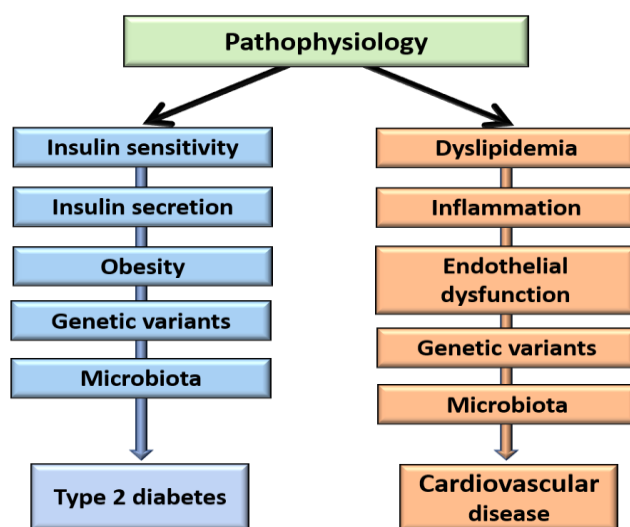 Pathophysiology
Insulin sensitivity
Insulin secretion
Obesity
Genetic variants
Microbiota
Type 2 diabetes
Dyslipidemia
Inflammation
Endothelial
dysfunction
Genetic variants
Microbiota
Cardiovascular
disease